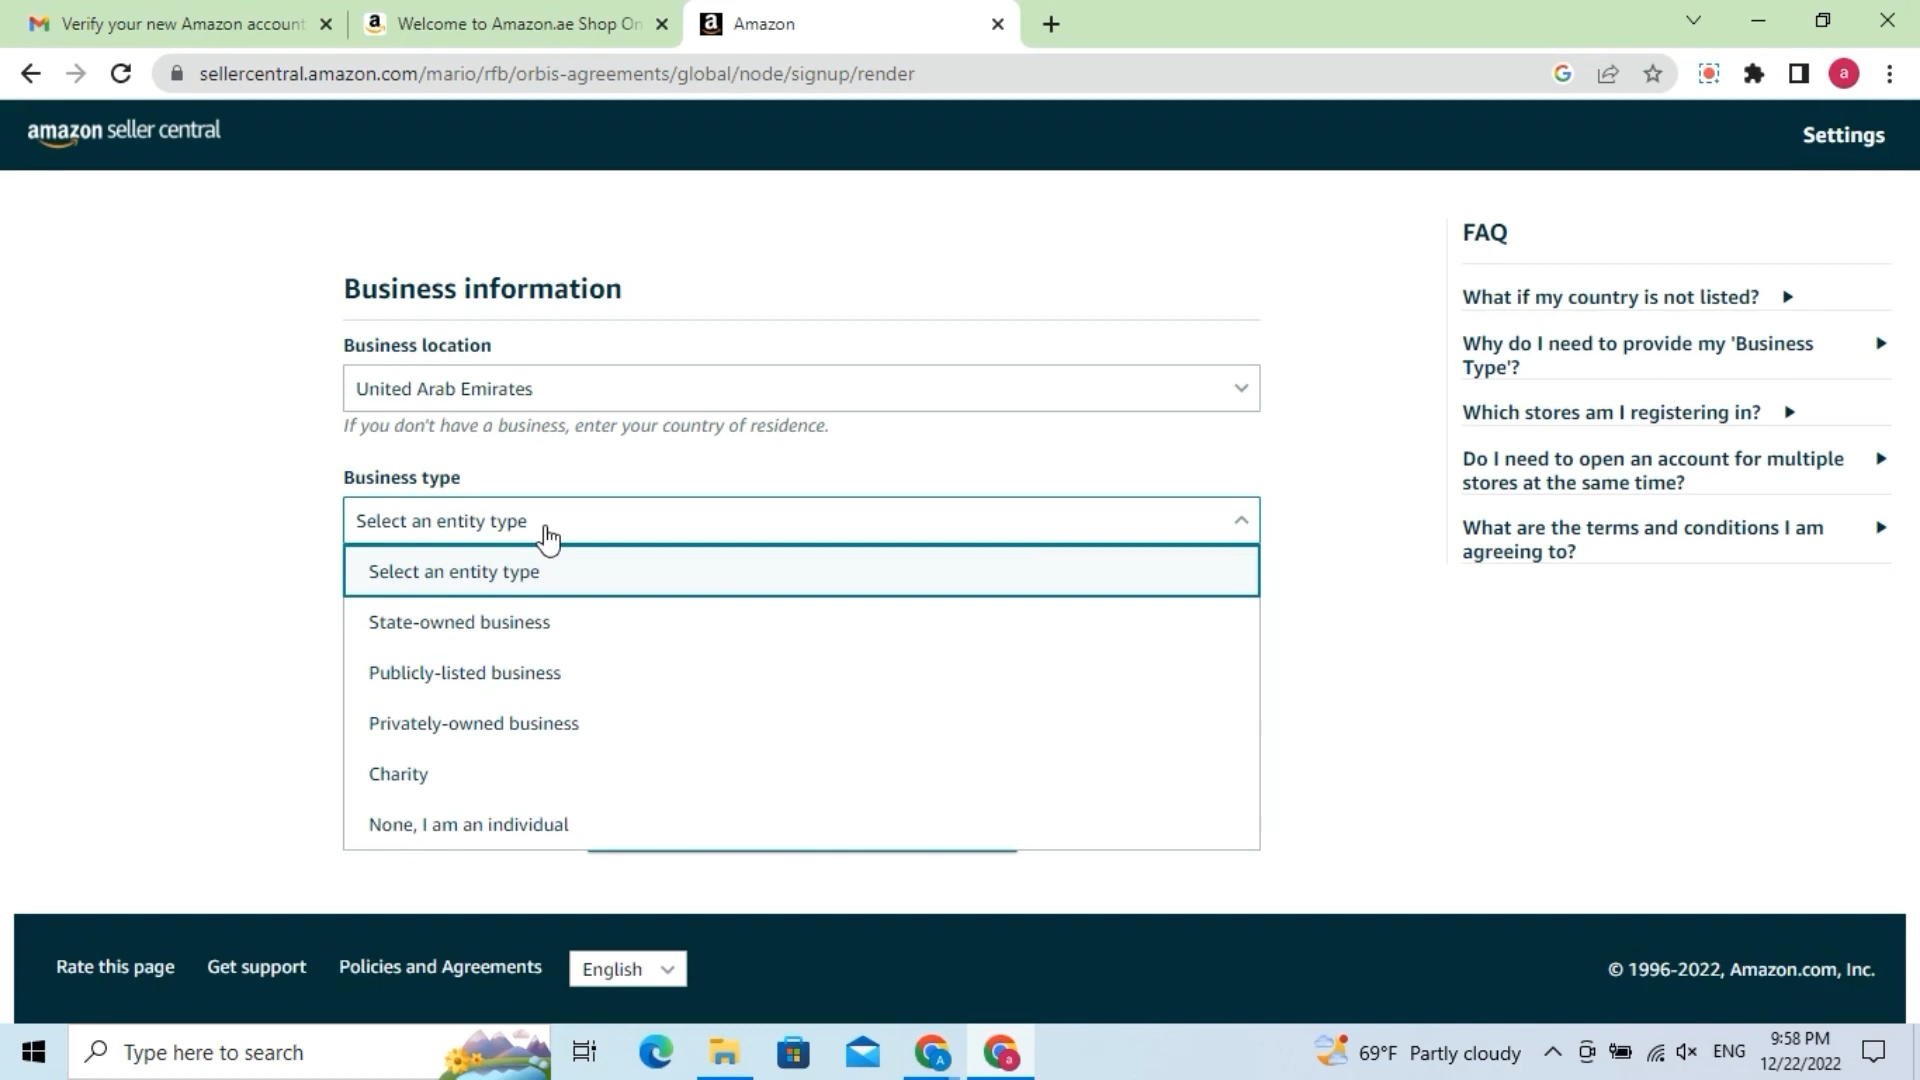 Verify your new Amazon account
Welcome to Amazon.ae Shop On
Amazon
sellercentral.amazon.com/mario/rfb/orbis-agreements/global/node/signup/render
a
amazon seller central
Settings
Business information
Business location
United Arab Emirates
If you don't have a business, enter your country of residence.
Business type
Select an entity type
Select an entity type
State-owned business
Publicly-listed business
Privately-owned business
Charity
None, I am an individual
FAQ
What if my country is not listed?
Why do I need to provide my 'Business
Type'?
Which stores am I registering in?
Do I need to open an account for multiple
stores at the same time?
What are the terms and conditions I am
agreeing to?
Rate this page
Get support
Policies and Agreements
English
© 1996-2022, Amazon.com, Inc.
Type here to search
A
a
69°F Partly cloudy
ENG
9:58 PM
12/22/2022